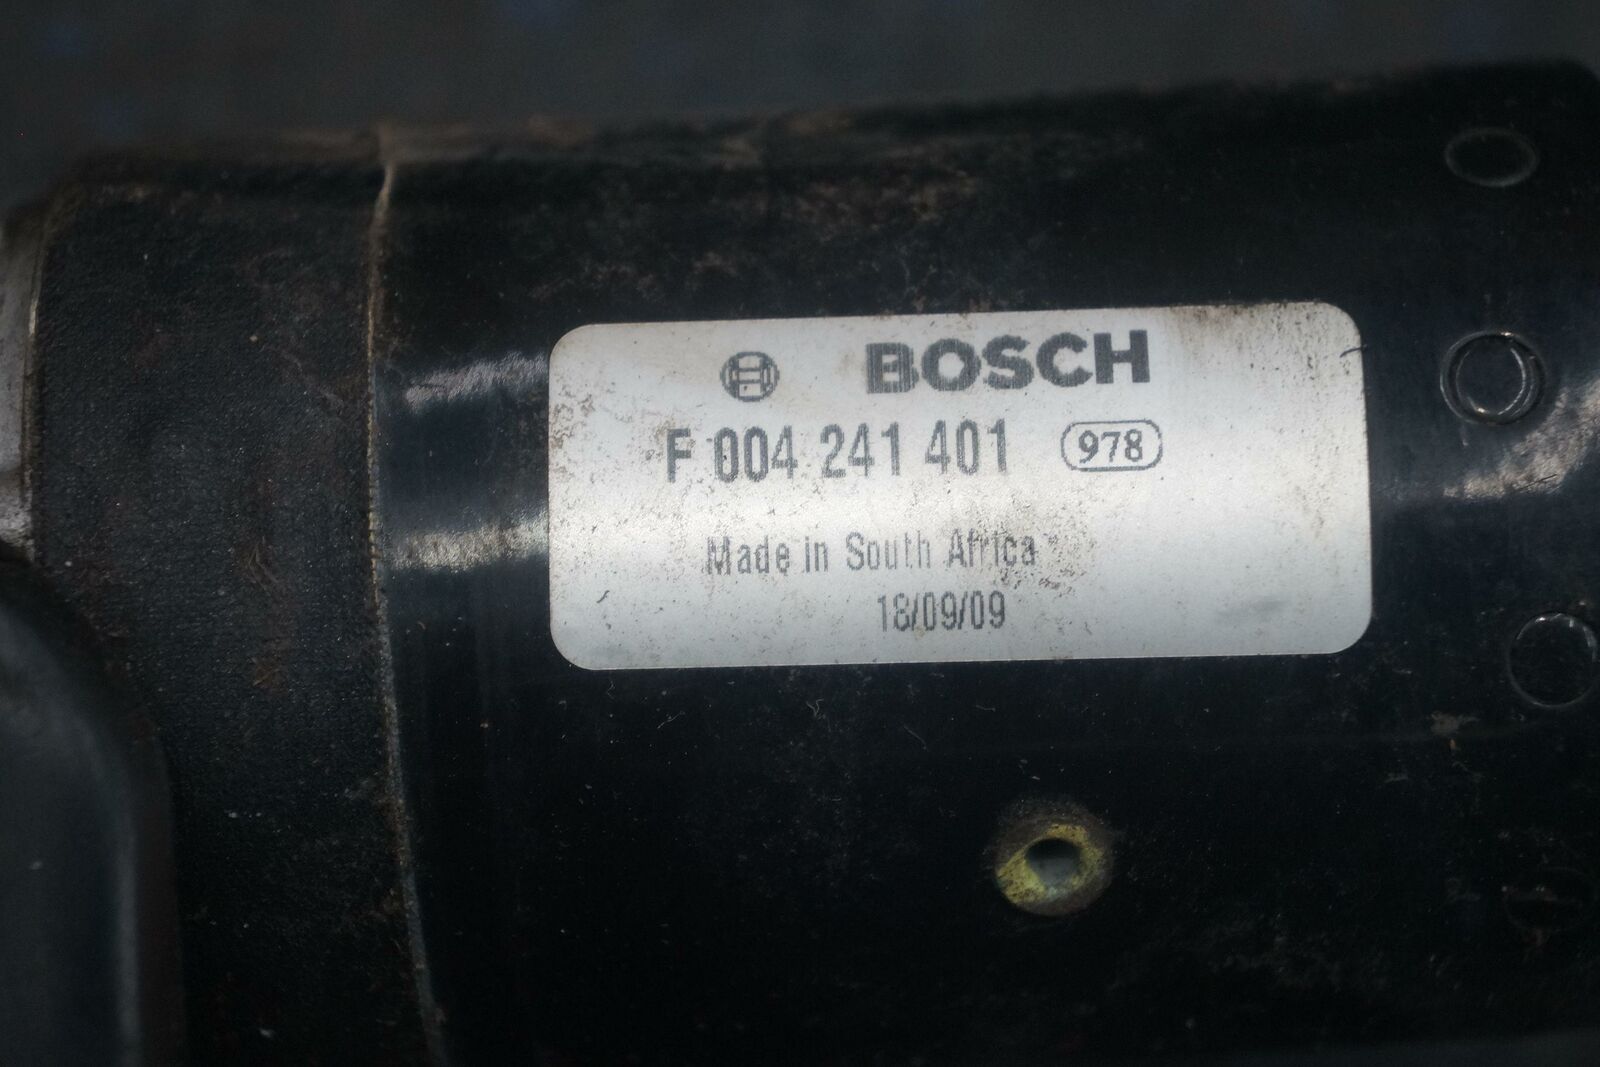 BOSCH
F 004 241 401 978
Made in South Africa
18/09/09